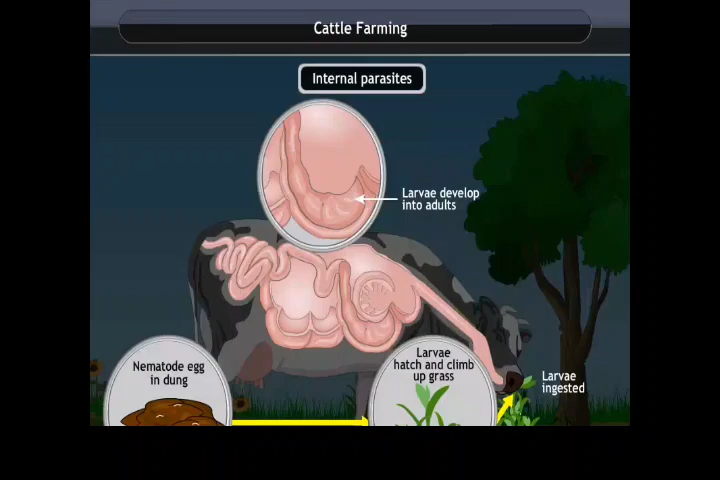 Cattle Farming
Internal parasites
Larvae develop
into adults
Nematode egg
in dung
Larvae
hatch and climb
up grass
Larvae
ingested